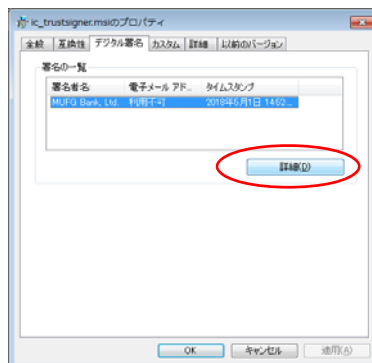 ic_trustsigner.msiのプロパティ
全般 互換性 デジタル署名 カスタム 詳細 以前のバージョン
署名の一覧
署名者名 電子メール アド... タイムスタンプ
MUFG Bank, Ltd. 利用不可 2018年5月1日 14:52...
詳細(D)
OK キャンセル 適用(A)